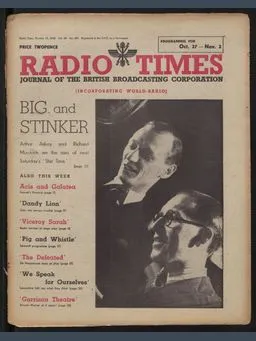 PRICE TWOPENCE
PROGRAMMES FOR
Oct. 27 – Nov. 2
RADIO TIMES
JOURNAL OF THE BRITISH BROADCASTING CORPORATION
(INCORPORATING WORLD-RADIO)
BIG and
STINKER
Arthur Askey and Richard
Murdoch are the stars of next
Saturday's 'Star Time'
ALSO THIS WEEK
Acis and Galatea
'Dandy Lion'
'Viceroy Sarah'
'Pig and Whistle'
'The Defeated'
'We Speak
for Ourselves'
'Garrison Theatre'